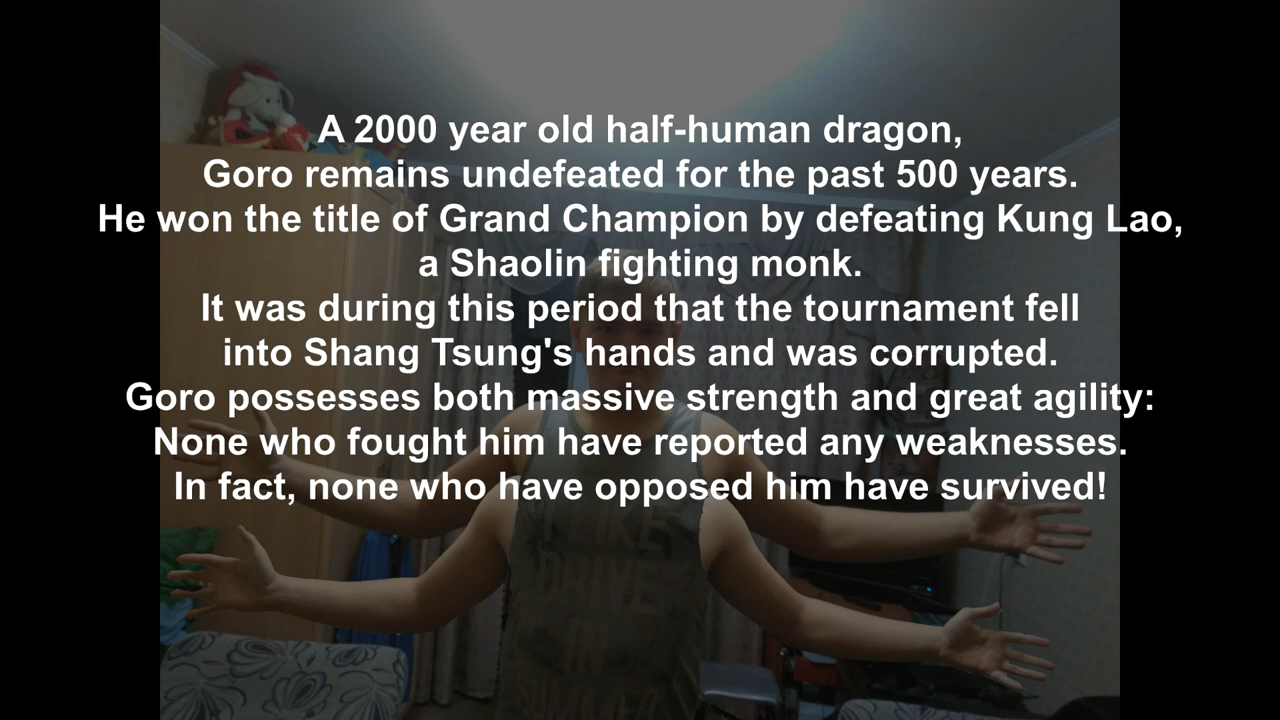 A 2000 year old half-human dragon,
Goro remains undefeated for the past 500 years.
He won the title of Grand Champion by defeating Kung Lao,
a Shaolin fighting monk.
It was during this period that the tournament fell
into Shang Tsung's hands and was corrupted.
Goro possesses both massive strength and great agility:
None who fought him have reported any weaknesses.
In fact, none who have opposed him have survived!
I LIKE
DRIVE